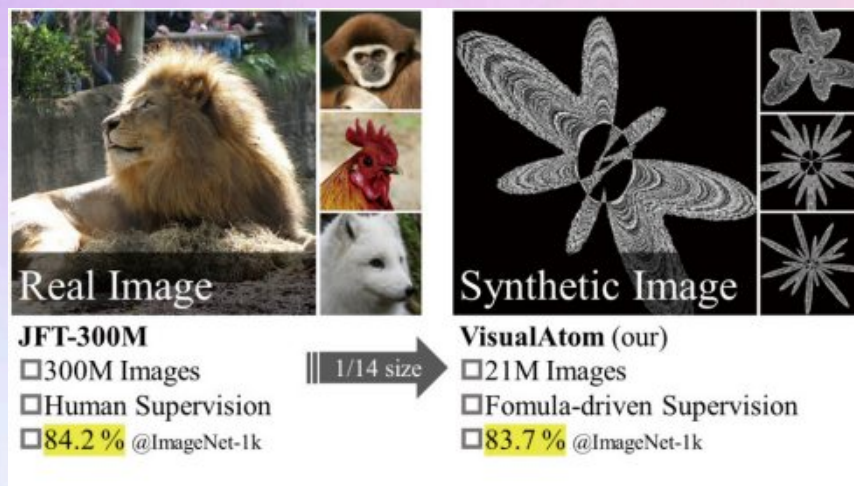 Real Image
JFT-300M
300M Images
Human Supervision
84.2 % @ImageNet-1k
1/14 size
Synthetic Image
VisualAtom (our)
21M Images
Fomula-driven Supervision
83.7 % @ImageNet-1k